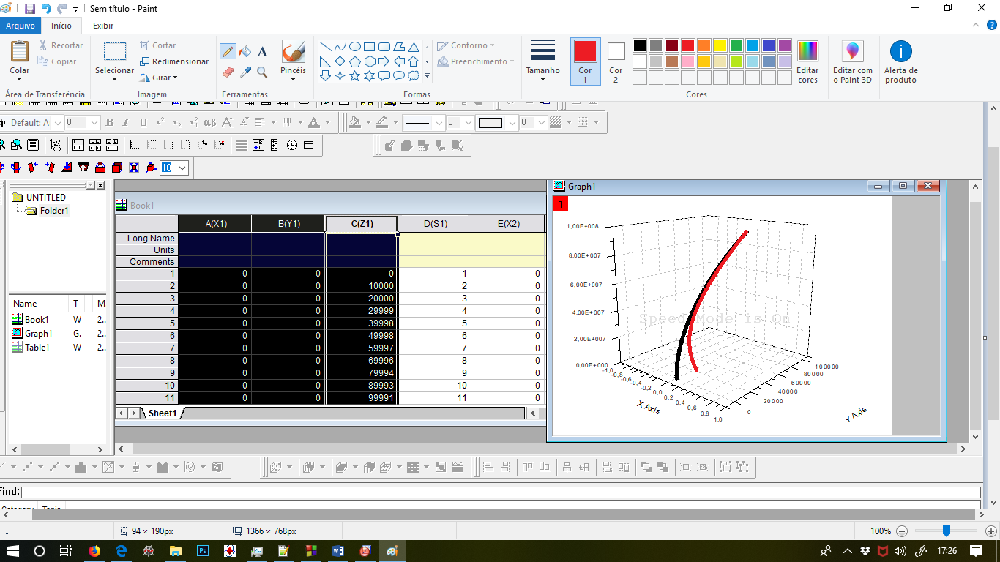 Sem título - Paint
Arquivo Início Exibir
Colar
Recortar
Copiar
Área de Transferência
Selecionar
Cortar
Redimensionar
Girar
Imagem
A
Ferramentas
Pincéis
Contorno
Preenchimento
Formas
Tamanho
Cor 1
Cor 2
Editar cores
Cores
Editar com o Paint 3D
Alerta de produto
Default: A 0 B I U x² x₂ αβ A A A 0 0
10
UNTITLED
Folder1
Name T M
Book1 W 2..
Graph1 G. 2..
Table1 W 2..
Book1
A(X1) B(Y1) C(Z1) D(S1) E(X2)
Long Name
Units
Comments
1 0 0 0 1 0
2 0 0 10000 2 0
3 0 0 20000 3 0
4 0 0 29999 4 0
5 0 0 39998 5 0
6 0 0 49998 6 0
7 0 0 59997 7 0
8 0 0 69996 8 0
9 0 0 79994 9 0
10 0 0 89993 10 0
11 0 0 99991 11 0
Sheet1
Graph1
1
1,00E+008
8,00E+007
6,00E+007
4,00E+007
2,00E+007
0,00E+000
Speed Mode is On
-1,0 -0,8 -0,6 -0,4 -0,2 0,0 0,2 0,4 0,6 0,8 1,0
X Axis
0 20000 40000 60000 80000 100000
Y Axis
Find:
94 × 190px 1366 × 768px 100%
17:26